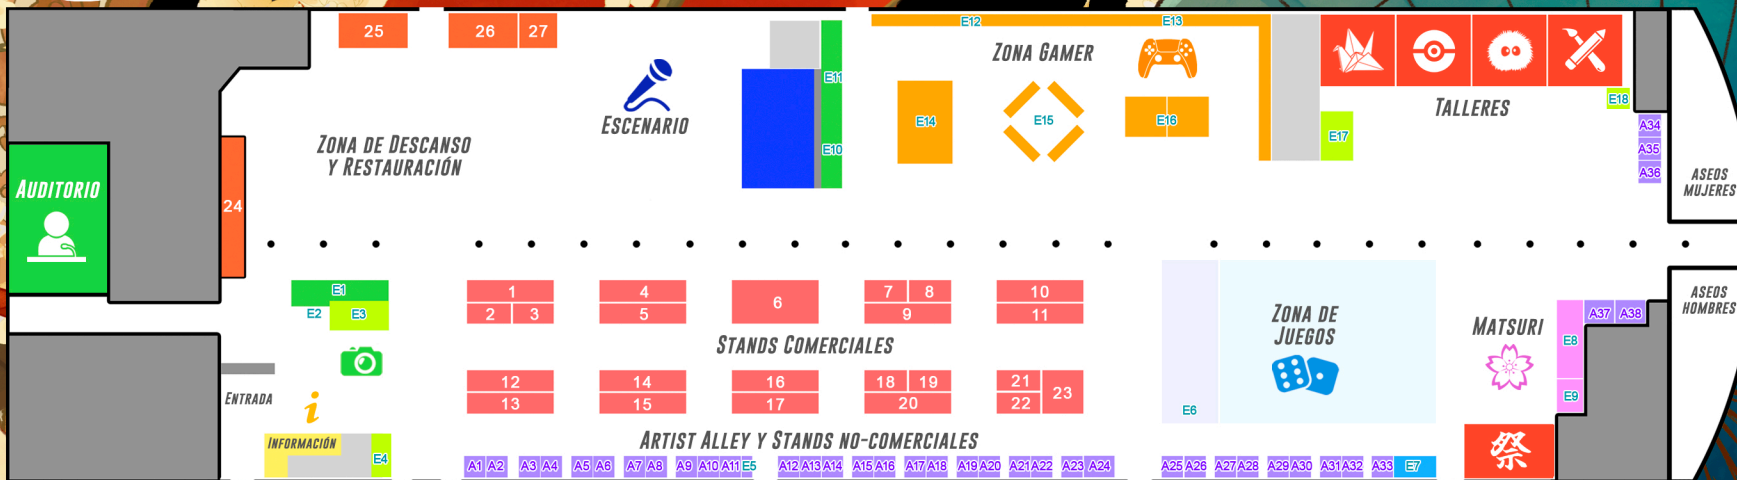 25
26
27
E12
E13
ZONA GAMER
E11
ESCENARIO
E14
E15
E16
E10
E17
E18
TALLERES
A34
A35
A36
ZONA DE DESCANSO
Y RESTAURACIÓN
AUDITORIO
24
ASEOS
MUJERES
E1
E2
E3
1
2
3
4
5
6
7
8
9
10
11
STANDS COMERCIALES
12
13
14
15
16
17
18
19
20
21
22
23
ZONA DE
JUEGOS
E6
MATSURI
E8
E9
A37
A38
ASEOS
HOMBRES
ENTRADA
i
INFORMACIÓN
E4
ARTIST ALLEY Y STANDS NO-COMERCIALES
A1 A2 A3 A4 A5 A6 A7 A8 A9 A10 A11 E5 A12 A13 A14 A15 A16 A17 A18 A19 A20 A21 A22 A23 A24 A25 A26 A27 A28 A29 A30 A31 A32 A33 E7
祭